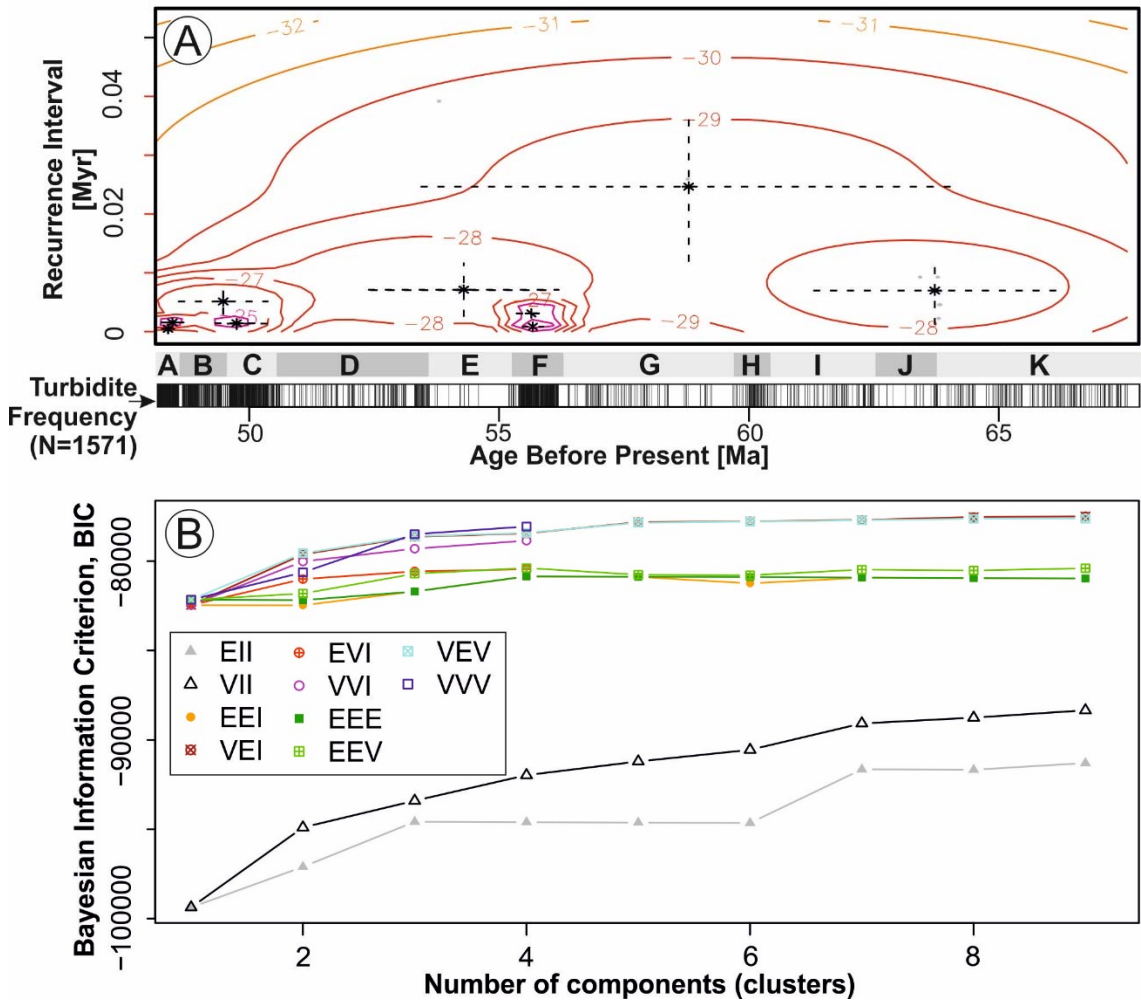 A
-32
-31
-31
-30
-29
-28
-27
-25
-27
-28
-29
-28
0.04
0.02
0
Recurrence Interval
[Myr]
A B C D E F G H I J K
Turbidite
Frequency
(N=1571)
50 55 60 65
Age Before Present [Ma]
B
Bayesian Information Criterion, BIC
-80000
-90000
-100000
EII EVI VEV
VII VVI VVV
EEI EEE
VEI EEV
2 4 6 8
Number of components (clusters)